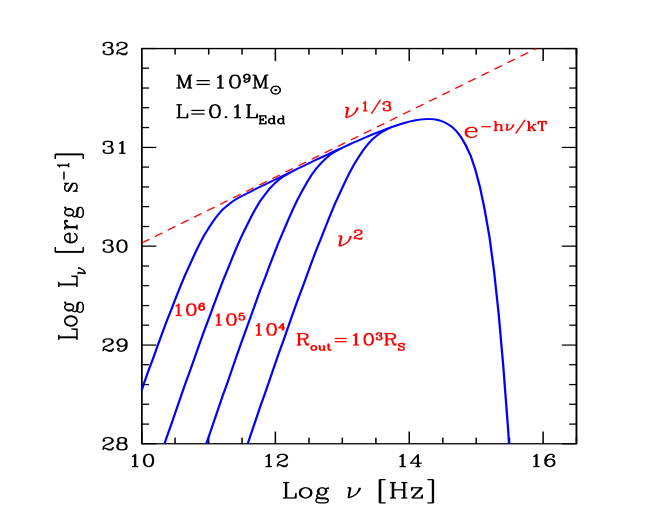 32
31
30
29
28
10
12
14
16
Log L_ν [erg s⁻¹]
Log ν [Hz]
M=10⁹M_⊙
L=0.1L_Edd
ν^1/3
e^−hν/kT
ν²
10⁶
10⁵
10⁴
R_out=10³R_S